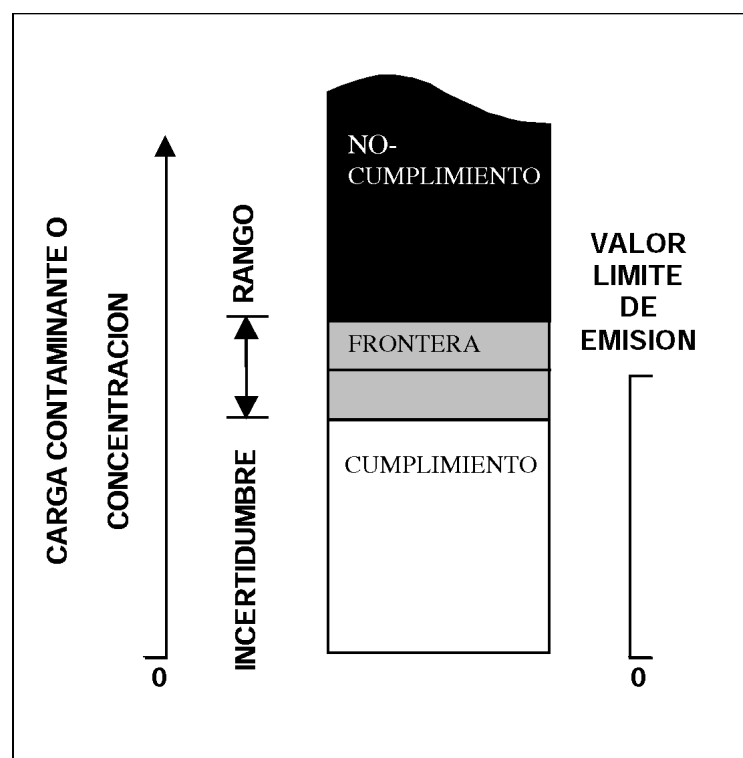 CARGA CONTAMINANTE O
CONCENTRACION
0
RANGO
INCERTIDUMBRE
NO-
CUMPLIMIENTO
FRONTERA
CUMPLIMIENTO
VALOR
LIMITE
DE
EMISION
0